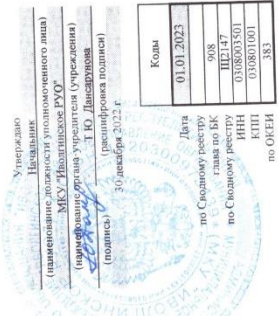 Утверждаю
Начальник
(наименование должности уполномоченного лица)
МКУ "Иволгинское РУО"
(наименование органа-учредителя (учреждения)
Т.Ю. Дансарунова
(подпись) (расшифровка подписи)
30 декабря 2022 г.
Коды
Дата 01.01.2023
по Сводному реестру
глава по БК 908
по Сводному реестру Щ2147
ИНН 0308003501
КПП 030801001
по ОКЕИ 383